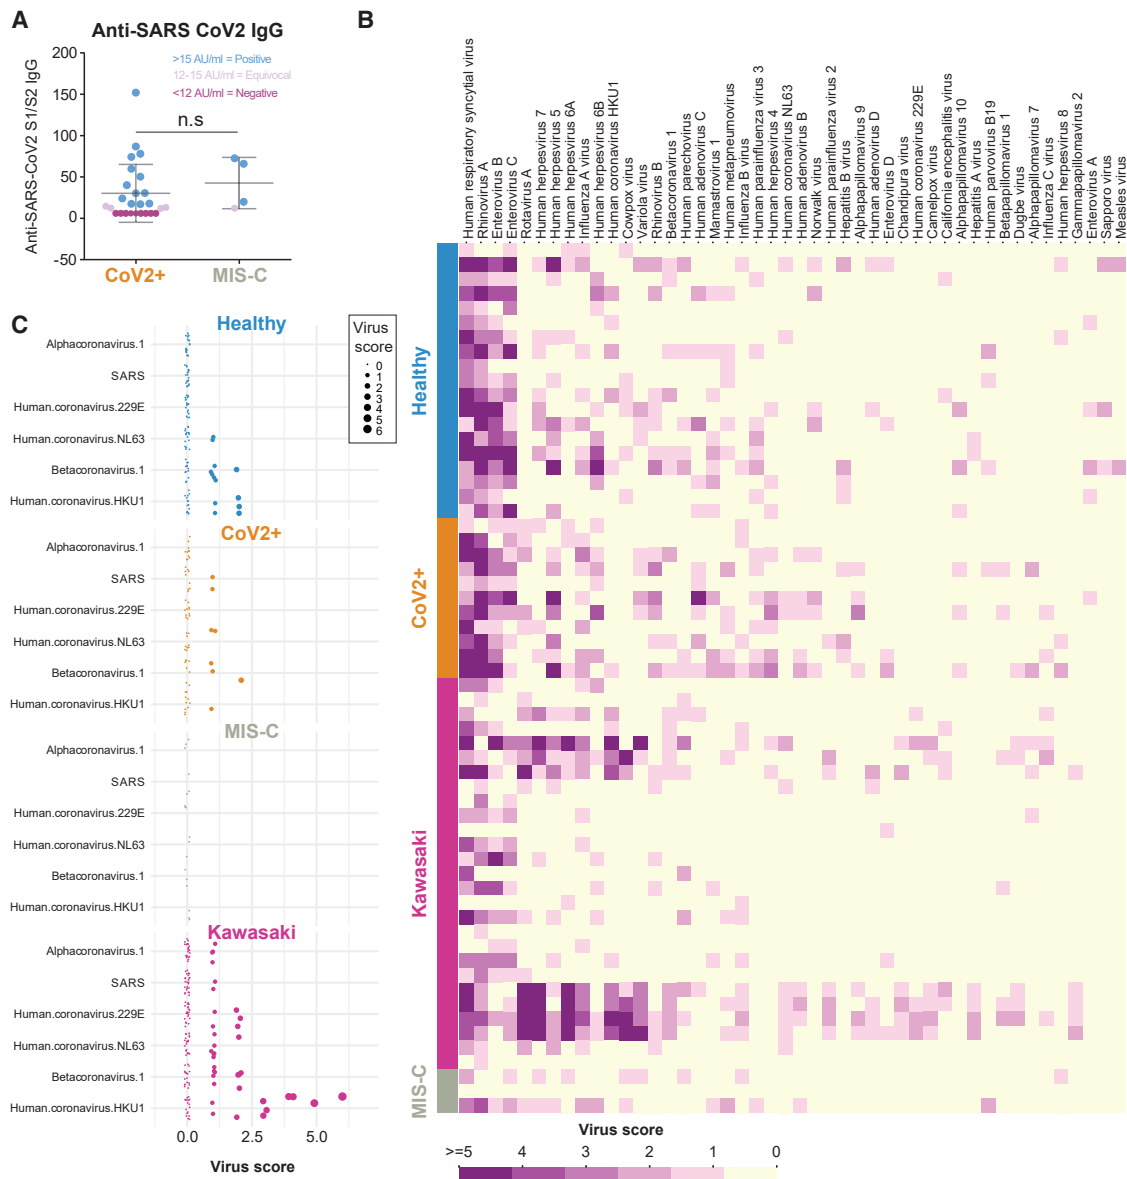 A
Anti-SARS CoV2 IgG
Anti-SARS-CoV2 S1/S2 IgG
200
150
100
50
0
-50
>15 AU/ml = Positive
12-15 AU/ml = Equivocal
<12 AU/ml = Negative
n.s
CoV2+
MIS-C
B
Human respiratory syncytial virus
Rhinovirus A
Enterovirus B
Enterovirus C
Rotavirus A
Human herpesvirus 7
Human herpesvirus 5
Human herpesvirus 6A
Influenza A virus
Human herpesvirus 6B
Human coronavirus HKU1
Cowpox virus
Variola virus
Rhinovirus B
Betacoronavirus 1
Human parechovirus
Human adenovirus C
Mamastrovirus 1
Human metapneumovirus
Influenza B virus
Human parainfluenza virus 3
Human herpesvirus 4
Human coronavirus NL63
Human adenovirus B
Norwalk virus
Human parainfluenza virus 2
Hepatitis B virus
Alphapapillomavirus 9
Human adenovirus D
Enterovirus D
Chandipura virus
Human coronavirus 229E
Camelpox virus
California encephalitis virus
Alphapapillomavirus 10
Hepatitis A virus
Human parvovirus B19
Betapapillomavirus 1
Dugbe virus
Alphapapillomavirus 7
Influenza C virus
Human herpesvirus 8
Gammapapillomavirus 2
Enterovirus A
Sapporo virus
Measles virus
Healthy
CoV2+
Kawasaki
MIS-C
Virus score
>=5
4
3
2
1
0
C
Healthy
Alphacoronavirus.1
SARS
Human.coronavirus.229E
Human.coronavirus.NL63
Betacoronavirus.1
Human.coronavirus.HKU1
Virus
score
0
1
2
3
4
5
6
CoV2+
Alphacoronavirus.1
SARS
Human.coronavirus.229E
Human.coronavirus.NL63
Betacoronavirus.1
Human.coronavirus.HKU1
MIS-C
Alphacoronavirus.1
SARS
Human.coronavirus.229E
Human.coronavirus.NL63
Betacoronavirus.1
Human.coronavirus.HKU1
Kawasaki
Alphacoronavirus.1
SARS
Human.coronavirus.229E
Human.coronavirus.NL63
Betacoronavirus.1
Human.coronavirus.HKU1
0.0
2.5
5.0
Virus score